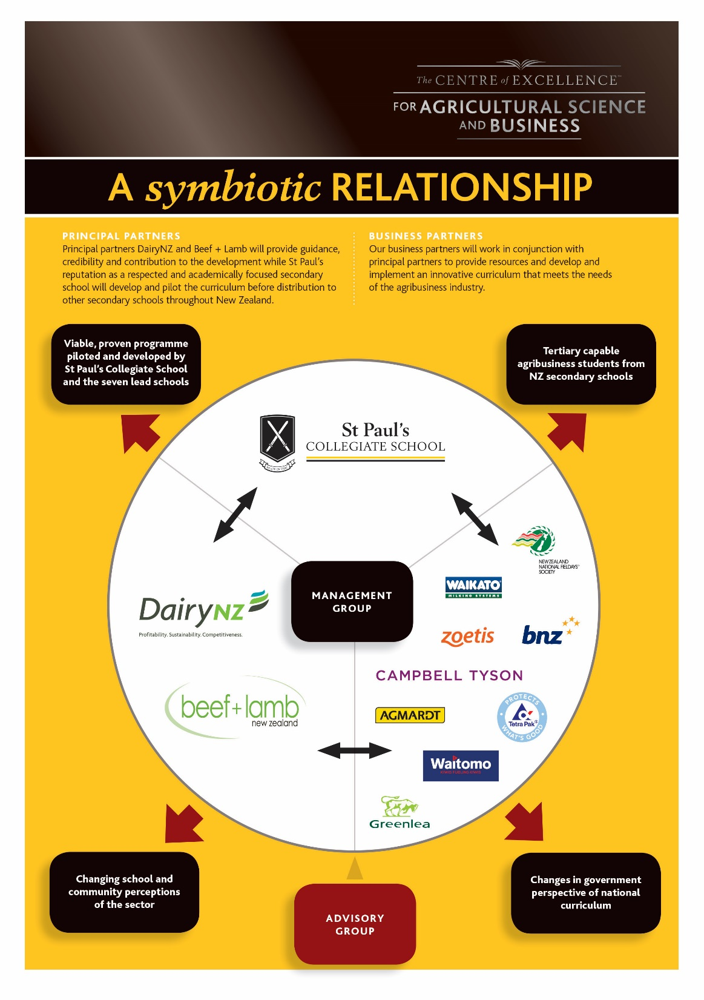 The CENTRE of EXCELLENCE™
FOR AGRICULTURAL SCIENCE
AND BUSINESS
A symbiotic RELATIONSHIP
PRINCIPAL PARTNERS
Principal partners DairyNZ and Beef + Lamb will provide guidance,
credibility and contribution to the development while St Paul's
reputation as a respected and academically focused secondary
school will develop and pilot the curriculum before distribution to
other secondary schools throughout New Zealand.
BUSINESS PARTNERS
Our business partners will work in conjunction with
principal partners to provide resources and develop and
implement an innovative curriculum that meets the needs
of the agribusiness industry.
Viable, proven programme
piloted and developed by
St Paul's Collegiate School
and the seven lead schools
Tertiary capable
agribusiness students from
NZ secondary schools
St Paul's
COLLEGIATE SCHOOL
NEW ZEALAND
NATIONAL FIELDAYS®
SOCIETY
WAIKATO
MILKING SYSTEMS
MANAGEMENT
GROUP
DairyNZ
Profitability. Sustainability. Competitiveness.
zoetis
bnz
CAMPBELL TYSON
beef + lamb
new zealand
AGMARDT
PROTECTS
Tetra Pak®
WHAT'S GOOD
Waitomo
KIWIS FUELING KIWIS
Greenlea
Changing school and
community perceptions
of the sector
Changes in government
perspective of national
curriculum
ADVISORY
GROUP